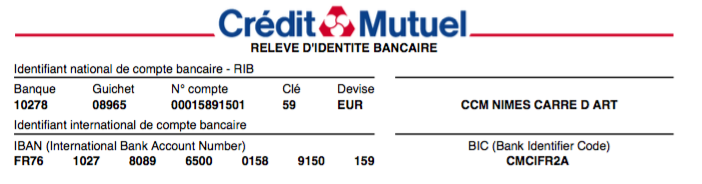 Crédit Mutuel
RELEVE D'IDENTITE BANCAIRE
Identifiant national de compte bancaire - RIB
Banque Guichet N° compte Clé Devise
10278 08965 00015891501 59 EUR CCM NIMES CARRE D ART
Identifiant international de compte bancaire
IBAN (International Bank Account Number) BIC (Bank Identifier Code)
FR76 1027 8089 6500 0158 9150 159 CMCIFR2A